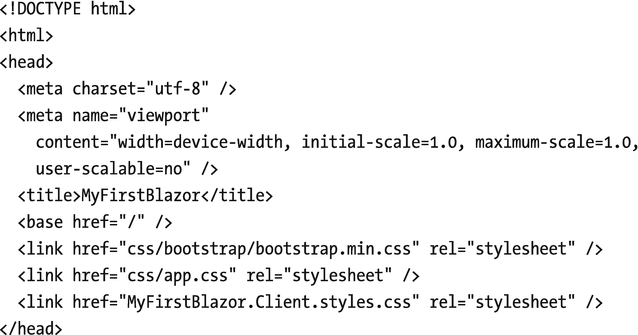 <!DOCTYPE html>
<html>
<head>
  <meta charset="utf-8" />
  <meta name="viewport"
    content="width=device-width, initial-scale=1.0, maximum-scale=1.0,
    user-scalable=no" />
  <title>MyFirstBlazor</title>
  <base href="/" />
  <link href="css/bootstrap/bootstrap.min.css" rel="stylesheet" />
  <link href="css/app.css" rel="stylesheet" />
  <link href="MyFirstBlazor.Client.styles.css" rel="stylesheet" />
</head>